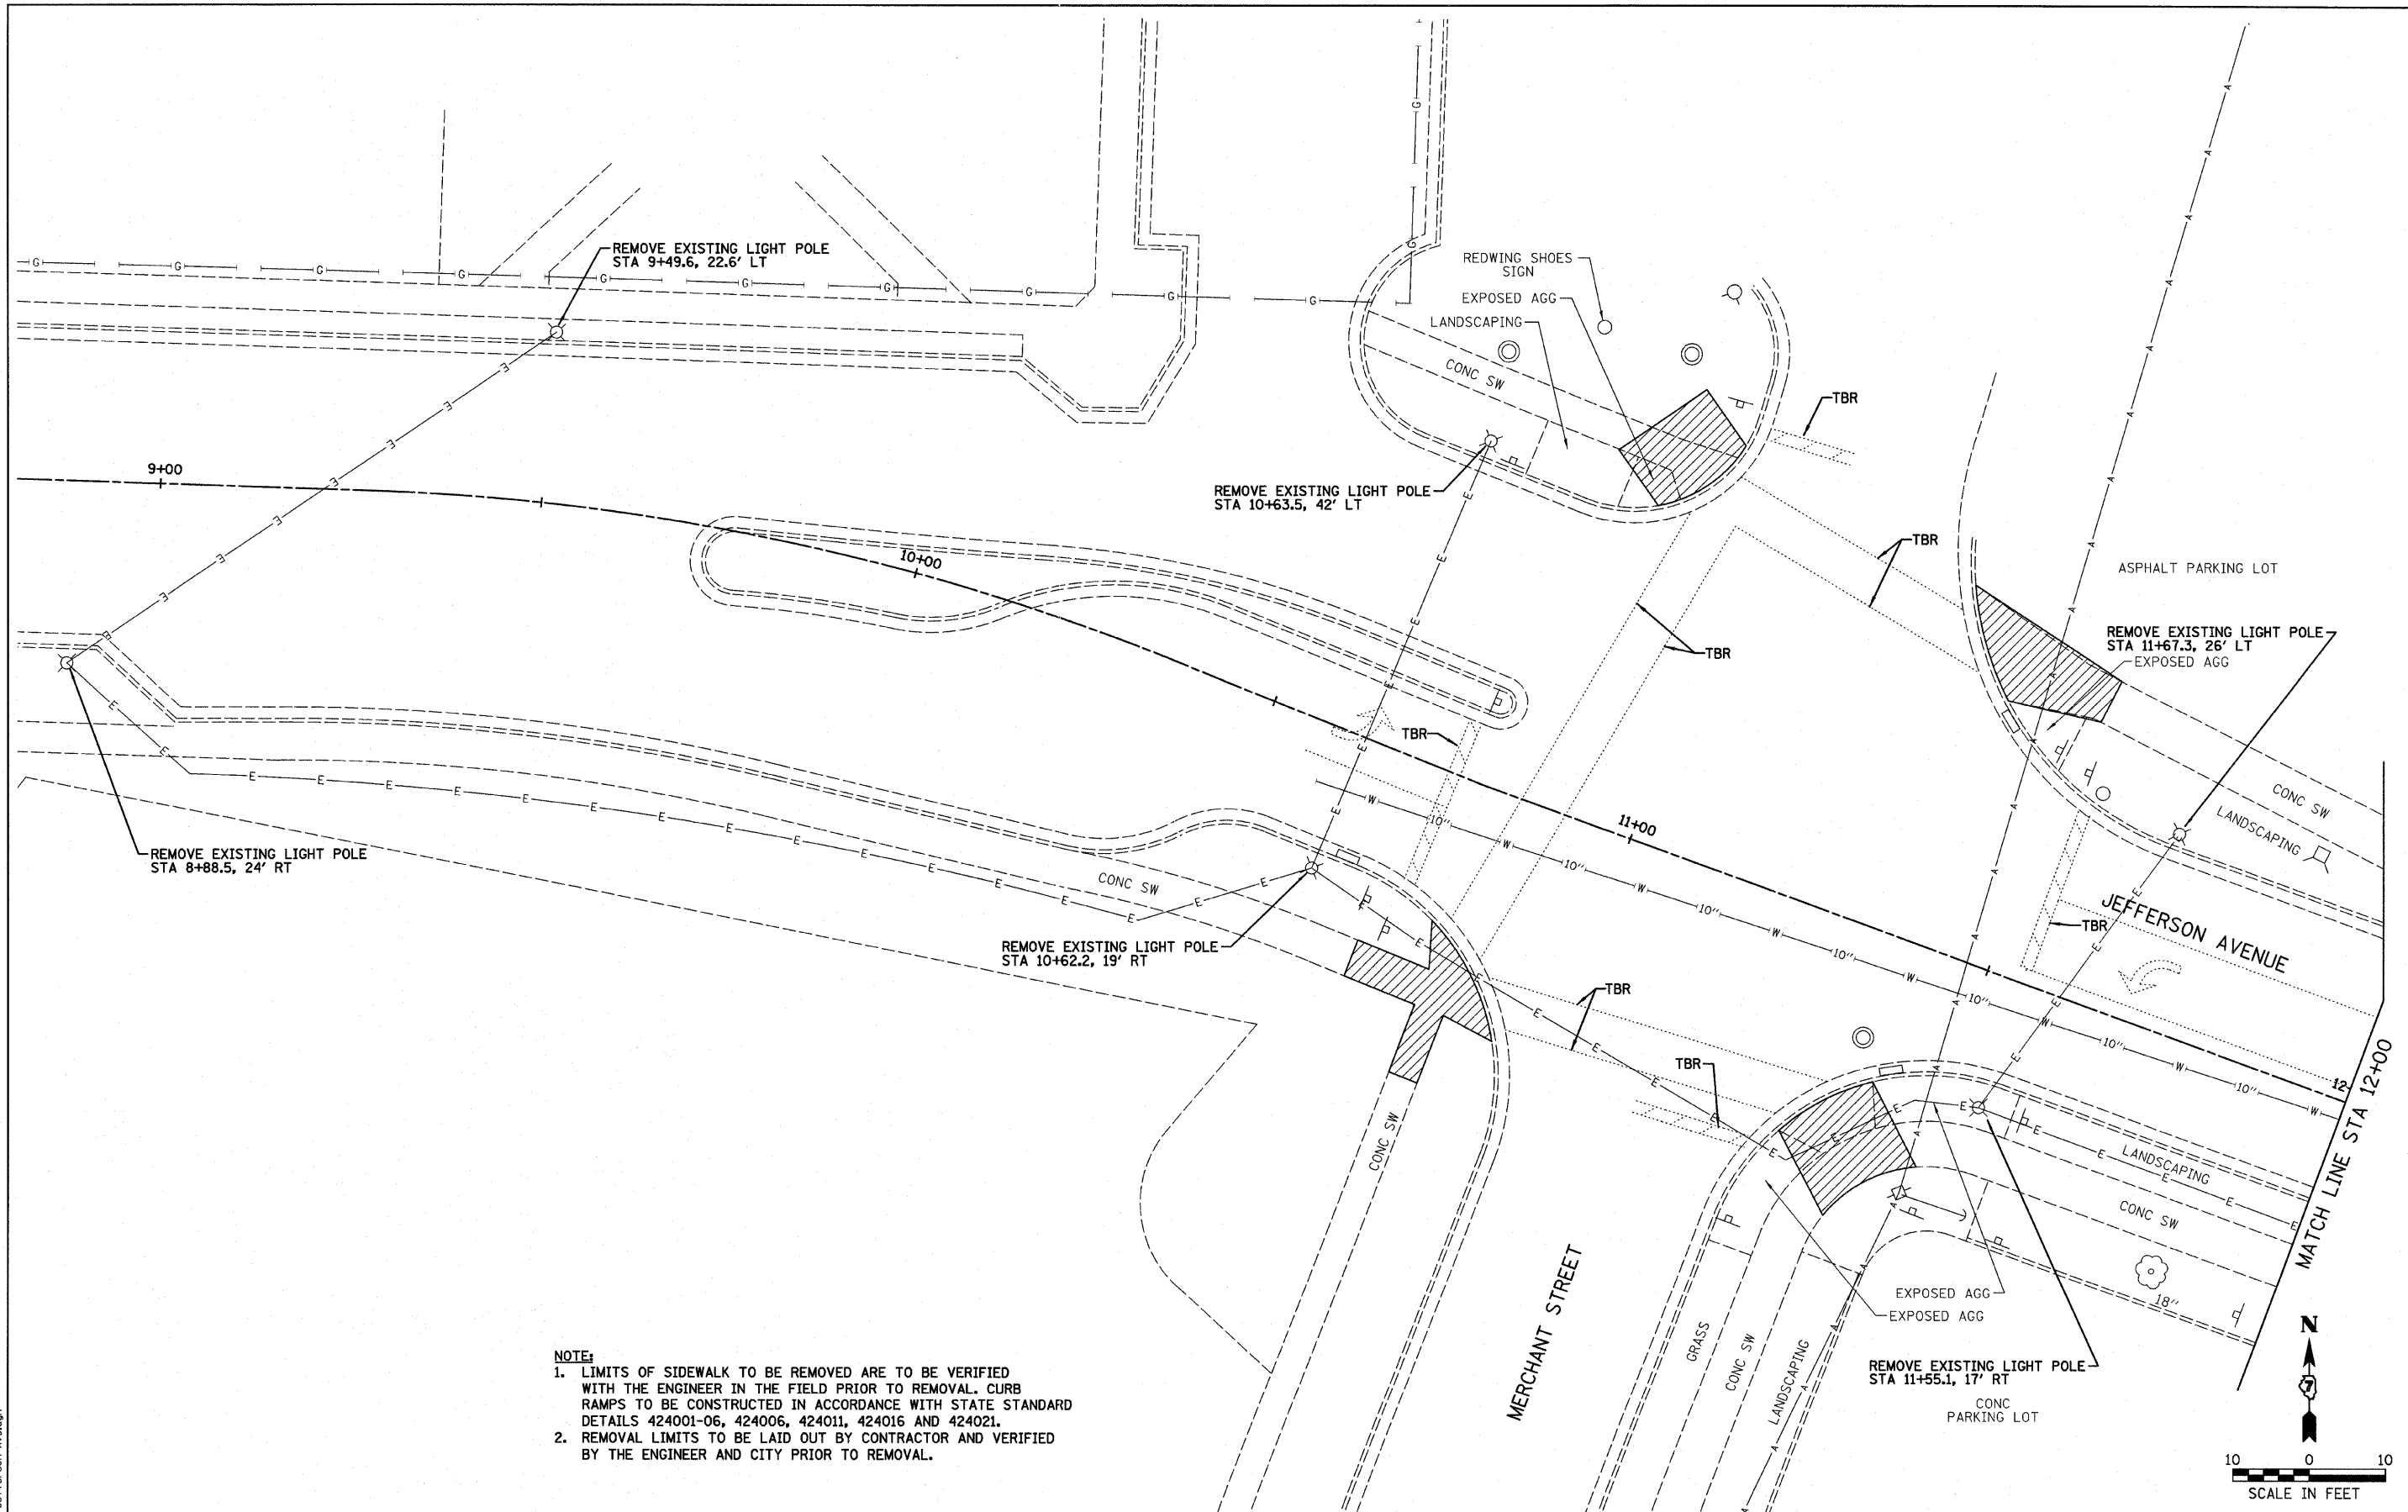 REMOVE EXISTING LIGHT POLE
STA 9+49.6, 22.6' LT
REDWING SHOES
SIGN
EXPOSED AGG
LANDSCAPING
CONC SW
TBR
9+00
REMOVE EXISTING LIGHT POLE
STA 10+63.5, 42' LT
10+00
TBR
ASPHALT PARKING LOT
REMOVE EXISTING LIGHT POLE
STA 11+67.3, 26' LT
EXPOSED AGG
TBR
TBR
11+00
CONC SW
LANDSCAPING
REMOVE EXISTING LIGHT POLE
STA 8+88.5, 24' RT
CONC SW
REMOVE EXISTING LIGHT POLE
STA 10+62.2, 19' RT
JEFFERSON AVENUE
TBR
TBR
TBR
12
MATCH LINE STA 12+00
G G G G G G G G G G G G
E E E E E E E E E E E E
A A A A A A A A A A A A
W 10" W 10" W 10" W 10" W 10" W 10" W 10" W 10" W
CONC SW
LANDSCAPING
CONC SW
18"
MERCHANT STREET
GRASS
CONC SW
LANDSCAPING
EXPOSED AGG
EXPOSED AGG
REMOVE EXISTING LIGHT POLE
STA 11+55.1, 17' RT
CONC
PARKING LOT
NOTE:
1. LIMITS OF SIDEWALK TO BE REMOVED ARE TO BE VERIFIED
WITH THE ENGINEER IN THE FIELD PRIOR TO REMOVAL. CURB
RAMPS TO BE CONSTRUCTED IN ACCORDANCE WITH STATE STANDARD
DETAILS 424001-06, 424006, 424011, 424016 AND 424021.
2. REMOVAL LIMITS TO BE LAID OUT BY CONTRACTOR AND VERIFIED
BY THE ENGINEER AND CITY PRIOR TO REMOVAL.
N
10 0 10
SCALE IN FEET